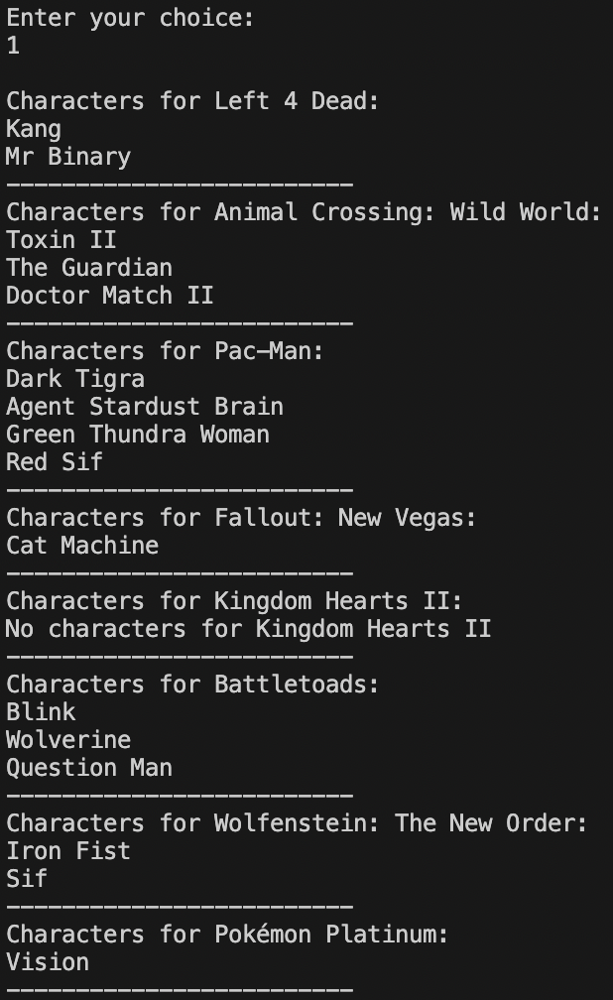 Enter your choice:
1
Characters for Left 4 Dead:
Kang
Mr Binary
-------------------------
Characters for Animal Crossing: Wild World:
Toxin II
The Guardian
Doctor Match II
-------------------------
Characters for Pac-Man:
Dark Tigra
Agent Stardust Brain
Green Thundra Woman
Red Sif
-------------------------
Characters for Fallout: New Vegas:
Cat Machine
-------------------------
Characters for Kingdom Hearts II:
No characters for Kingdom Hearts II
-------------------------
Characters for Battletoads:
Blink
Wolverine
Question Man
-------------------------
Characters for Wolfenstein: The New Order:
Iron Fist
Sif
-------------------------
Characters for Pokémon Platinum:
Vision
-------------------------